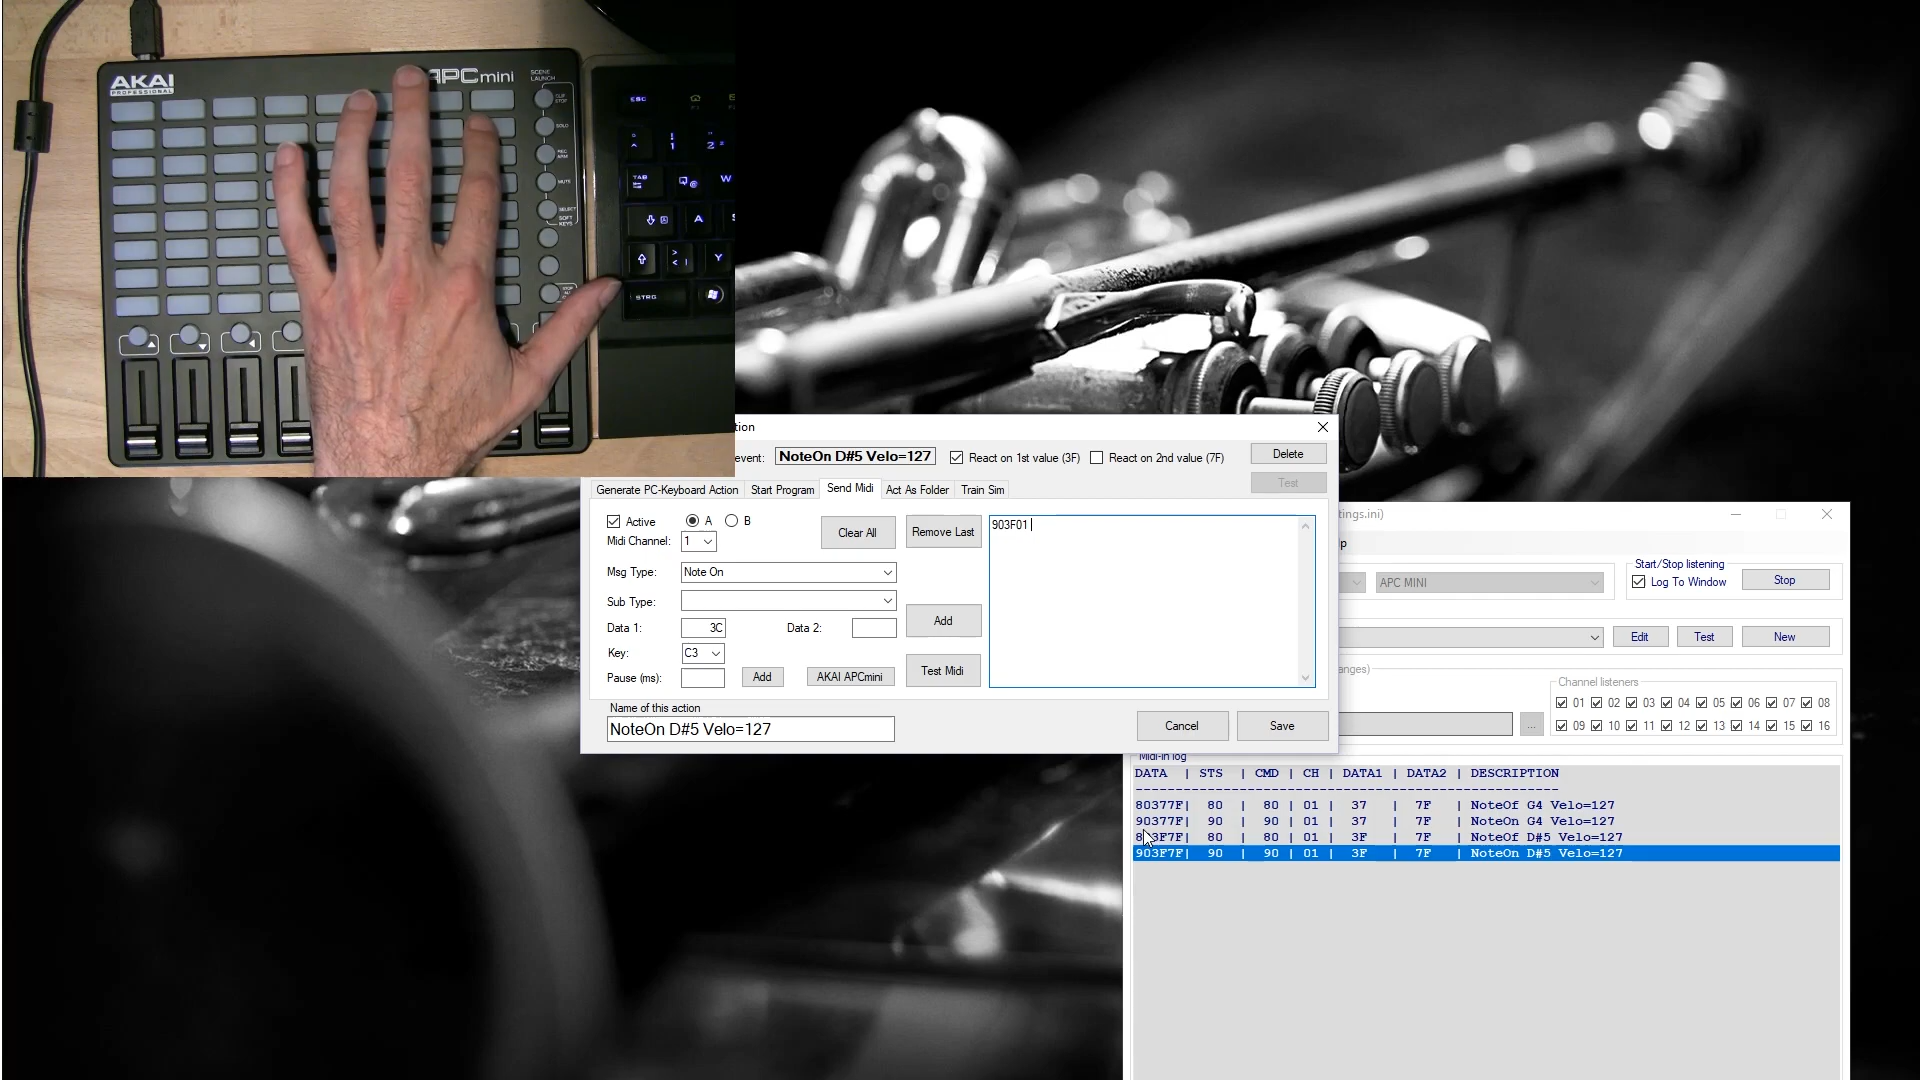 AKAI
PROFESSIONAL
APC mini
SCENE
LAUNCH
CLIP
STOP
SOLO
REC
ARM
MUTE
SELECT
SOFT
KEYS
ESC
TAB
W
A
Y
STRG
tion
event:
NoteOn D#5 Velo=127
React on 1st value (3F)
React on 2nd value (7F)
Delete
Test
Generate PC-Keyboard Action
Start Program
Send Midi
Act As Folder
Train Sim
Active
A
B
Midi Channel:
1
Clear All
Remove Last
903F01
Msg Type:
Note On
Sub Type:
Data 1:
3C
Data 2:
Add
Key:
C3
Pause (ms):
Add
AKAI APCmini
Test Midi
Name of this action
NoteOn D#5 Velo=127
Cancel
Save
tings.ini)
p
APC MINI
Start/Stop listening
Log To Window
Stop
Edit
Test
New
anges)
...
Channel listeners
01 02 03 04 05 06 07 08
09 10 11 12 13 14 15 16
Midi-in log
DATA | STS | CMD | CH | DATA1 | DATA2 | DESCRIPTION
-----------------------------------------------------
80377F| 80 | 80 | 01 | 37 | 7F | NoteOf G4 Velo=127
90377F| 90 | 90 | 01 | 37 | 7F | NoteOn G4 Velo=127
803F7F| 80 | 80 | 01 | 3F | 7F | NoteOf D#5 Velo=127
903F7F| 90 | 90 | 01 | 3F | 7F | NoteOn D#5 Velo=127